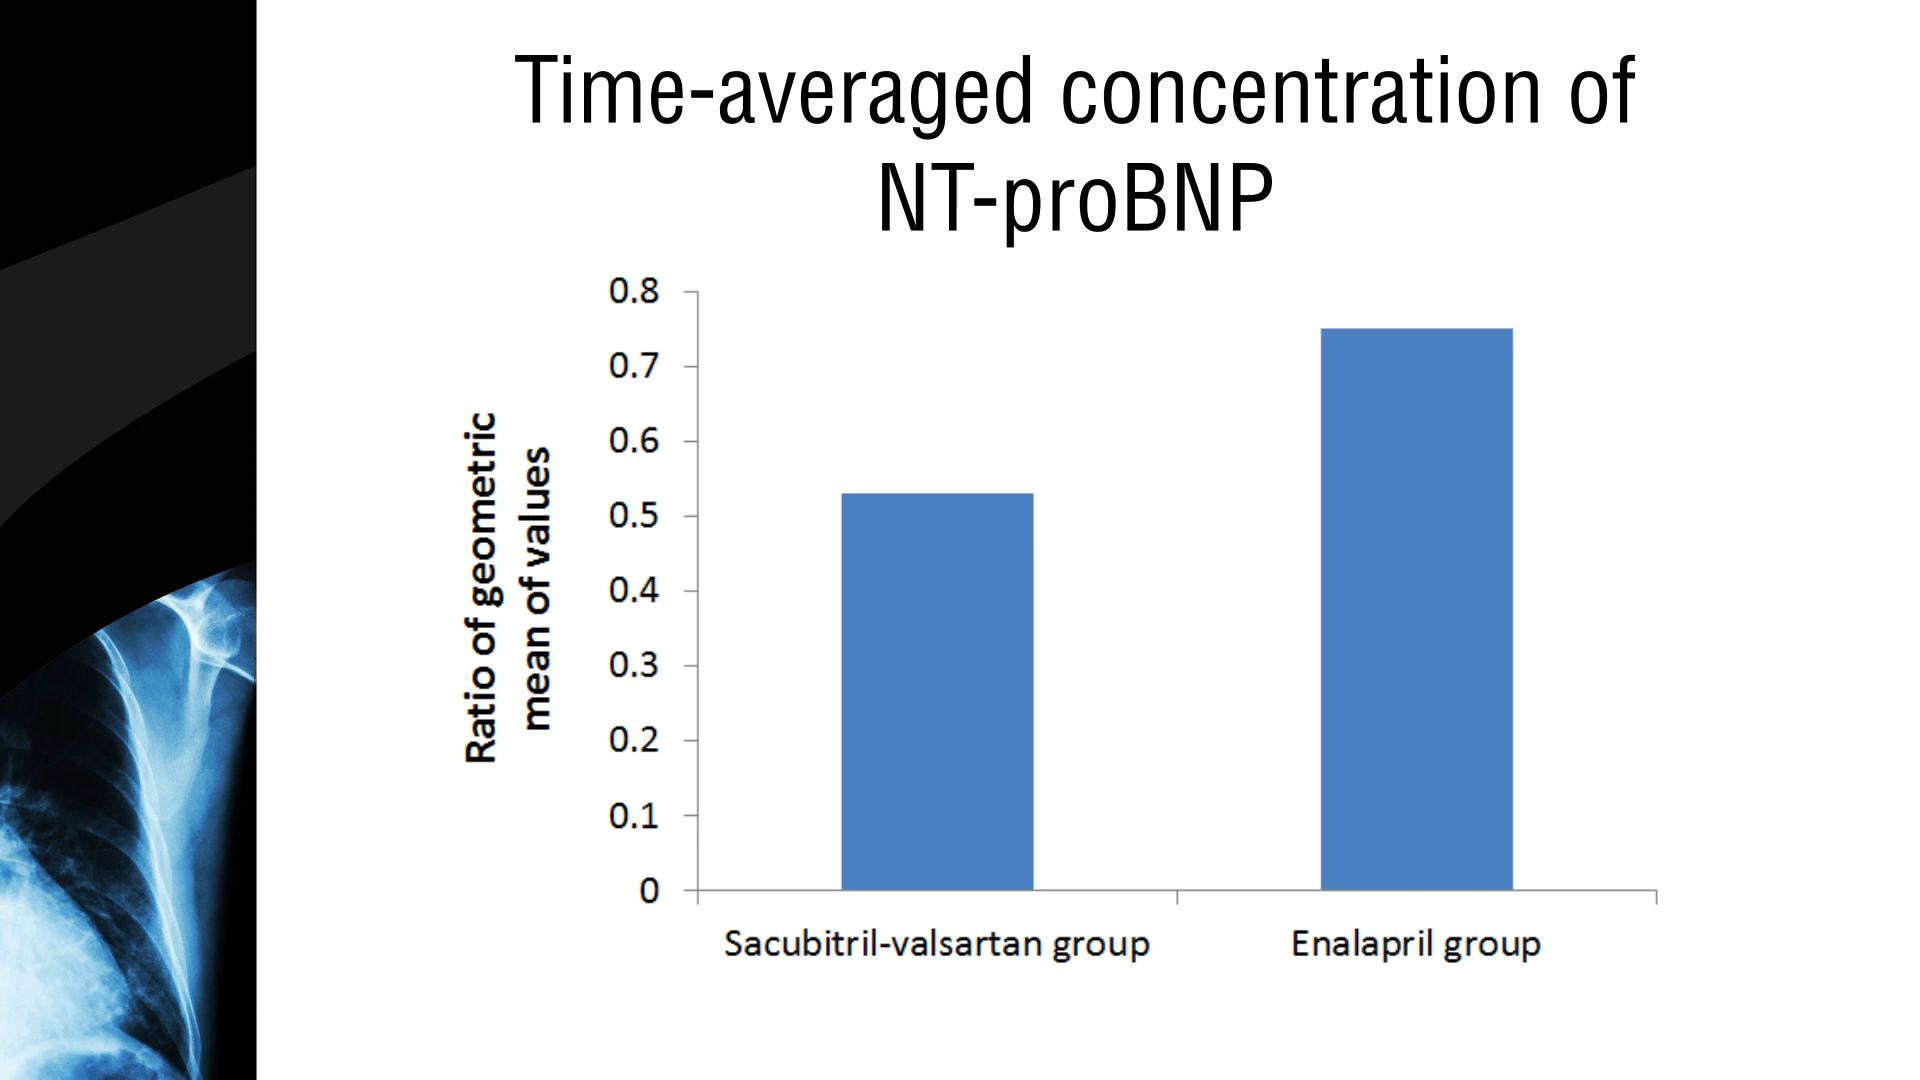 Time-averaged concentration of
NT-proBNP
Ratio of geometric
mean of values
0.8
0.7
0.6
0.5
0.4
0.3
0.2
0.1
0
Sacubitril-valsartan group
Enalapril group